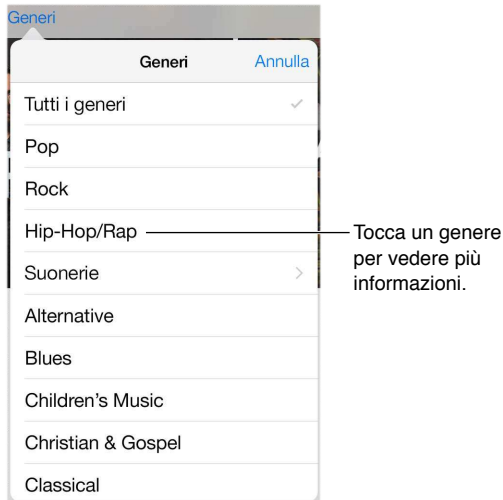 Generi
Generi Annulla
Tutti i generi
Pop
Rock
Hip-Hop/Rap
Suonerie
Alternative
Blues
Children's Music
Christian & Gospel
Classical
Tocca un genere
per vedere più
informazioni.